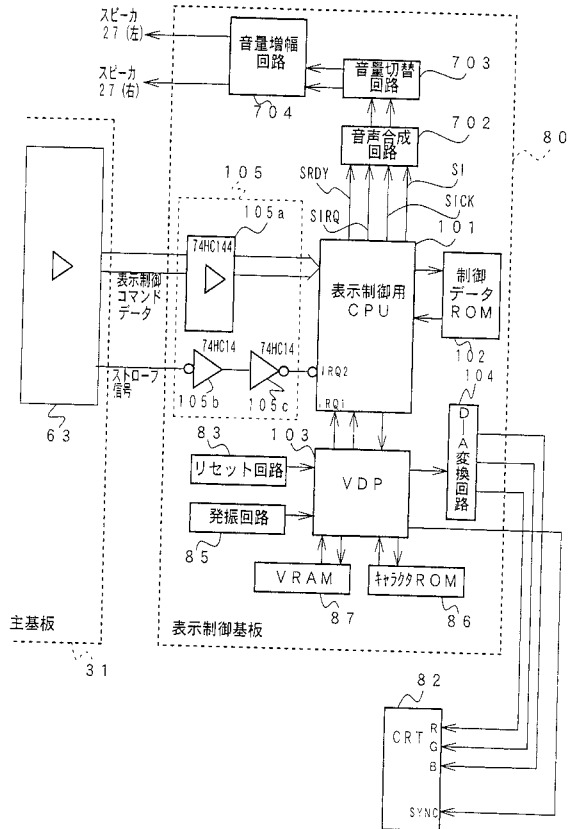 スピーカ
27(左)
スピーカ
27(右)
音量増幅
回路
704
音量切替
回路
703
音声合成
回路
702
80
SRDY
SIRQ
SI
SICK
101
105
105a
74HC144
表示制御
コマンド
データ
表示制御用
CPU
IRQ2
IRQ1
制御
データ
ROM
102
74HC14
74HC14
ストローブ
信号
105b
105c
63
104
D-A変換回路
83
103
リセット回路
VDP
発振回路
85
VRAM
87
キャラクタROM
86
主基板
表示制御基板
31
82
CRT
R
G
B
SYNC